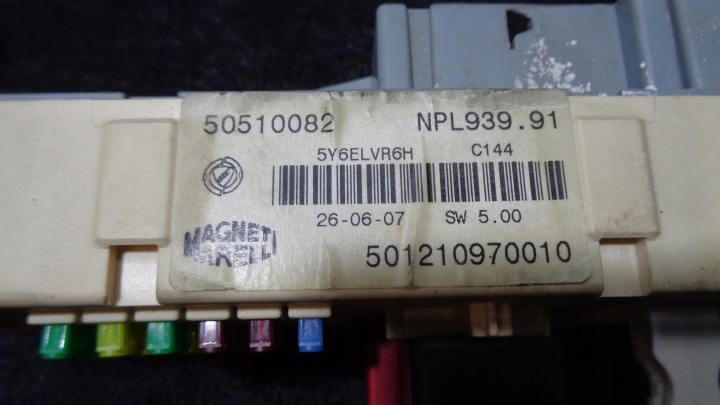 50510082 NPL939.91
5Y6ELVR6H C144
26-06-07 SW 5.00
MAGNETI
MARELLI
501210970010